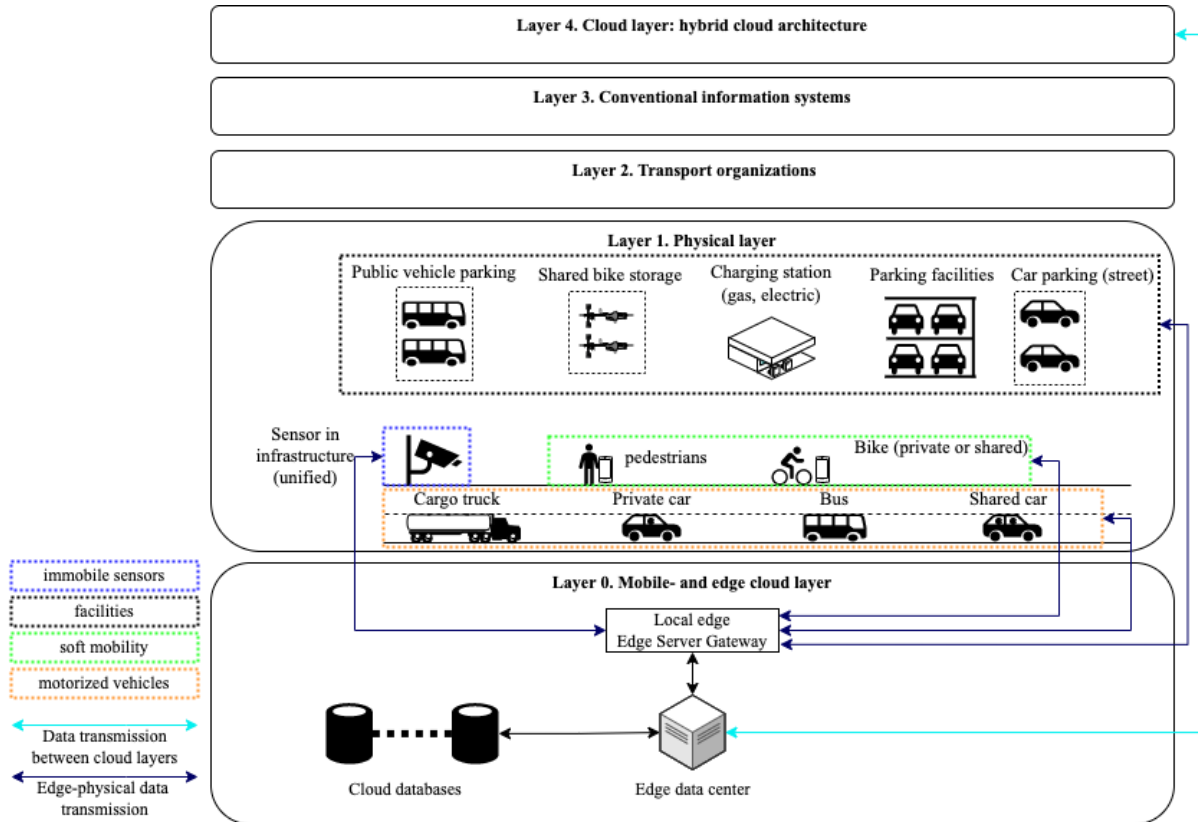 Layer 4. Cloud layer: hybrid cloud architecture
Layer 3. Conventional information systems
Layer 2. Transport organizations
Layer 1. Physical layer
Public vehicle parking
Shared bike storage
Charging station
(gas, electric)
Parking facilities
Car parking (street)
Sensor in
infrastructure
(unified)
pedestrians
Bike (private or shared)
Cargo truck
Private car
Bus
Shared car
immobile sensors
facilities
soft mobility
motorized vehicles
Data transmission
between cloud layers
Edge-physical data
transmission
Layer 0. Mobile- and edge cloud layer
Local edge
Edge Server Gateway
Cloud databases
Edge data center